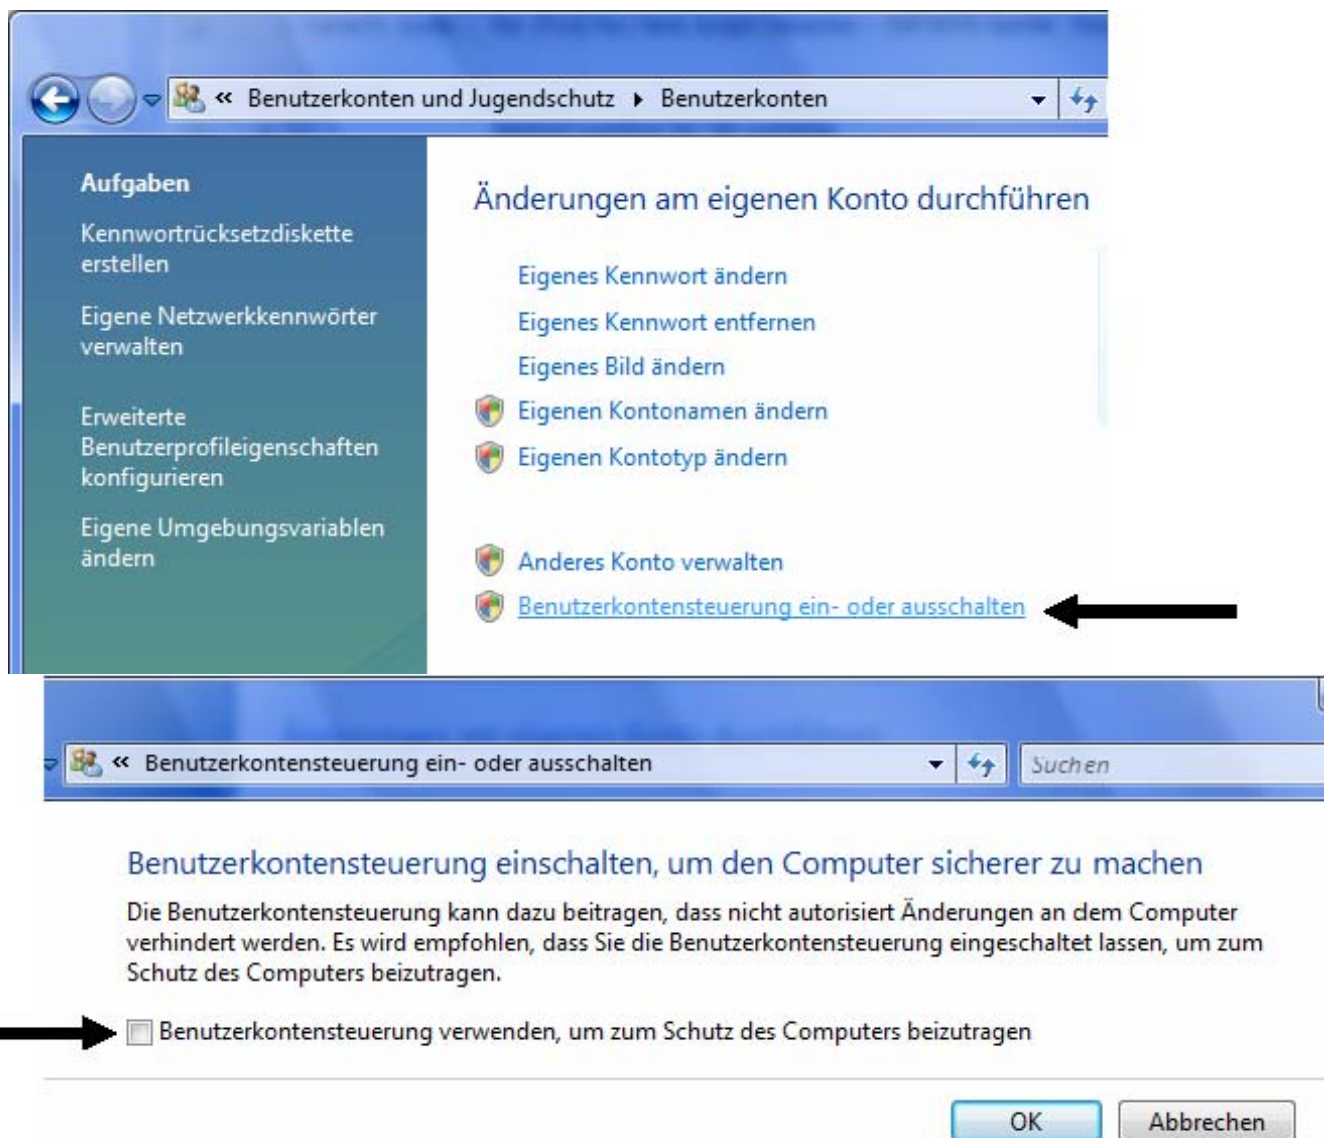 « Benutzerkonten und Jugendschutz ▸ Benutzerkonten
Aufgaben
Kennwortrücksetzdiskette
erstellen
Eigene Netzwerkkennwörter
verwalten
Erweiterte
Benutzerprofileigenschaften
konfigurieren
Eigene Umgebungsvariablen
ändern
Änderungen am eigenen Konto durchführen
Eigenes Kennwort ändern
Eigenes Kennwort entfernen
Eigenes Bild ändern
Eigenen Kontonamen ändern
Eigenen Kontotyp ändern
Anderes Konto verwalten
Benutzerkontensteuerung ein- oder ausschalten
« Benutzerkontensteuerung ein- oder ausschalten
Suchen
Benutzerkontensteuerung einschalten, um den Computer sicherer zu machen
Die Benutzerkontensteuerung kann dazu beitragen, dass nicht autorisiert Änderungen an dem Computer
verhindert werden. Es wird empfohlen, dass Sie die Benutzerkontensteuerung eingeschaltet lassen, um zum
Schutz des Computers beizutragen.
Benutzerkontensteuerung verwenden, um zum Schutz des Computers beizutragen
OK
Abbrechen